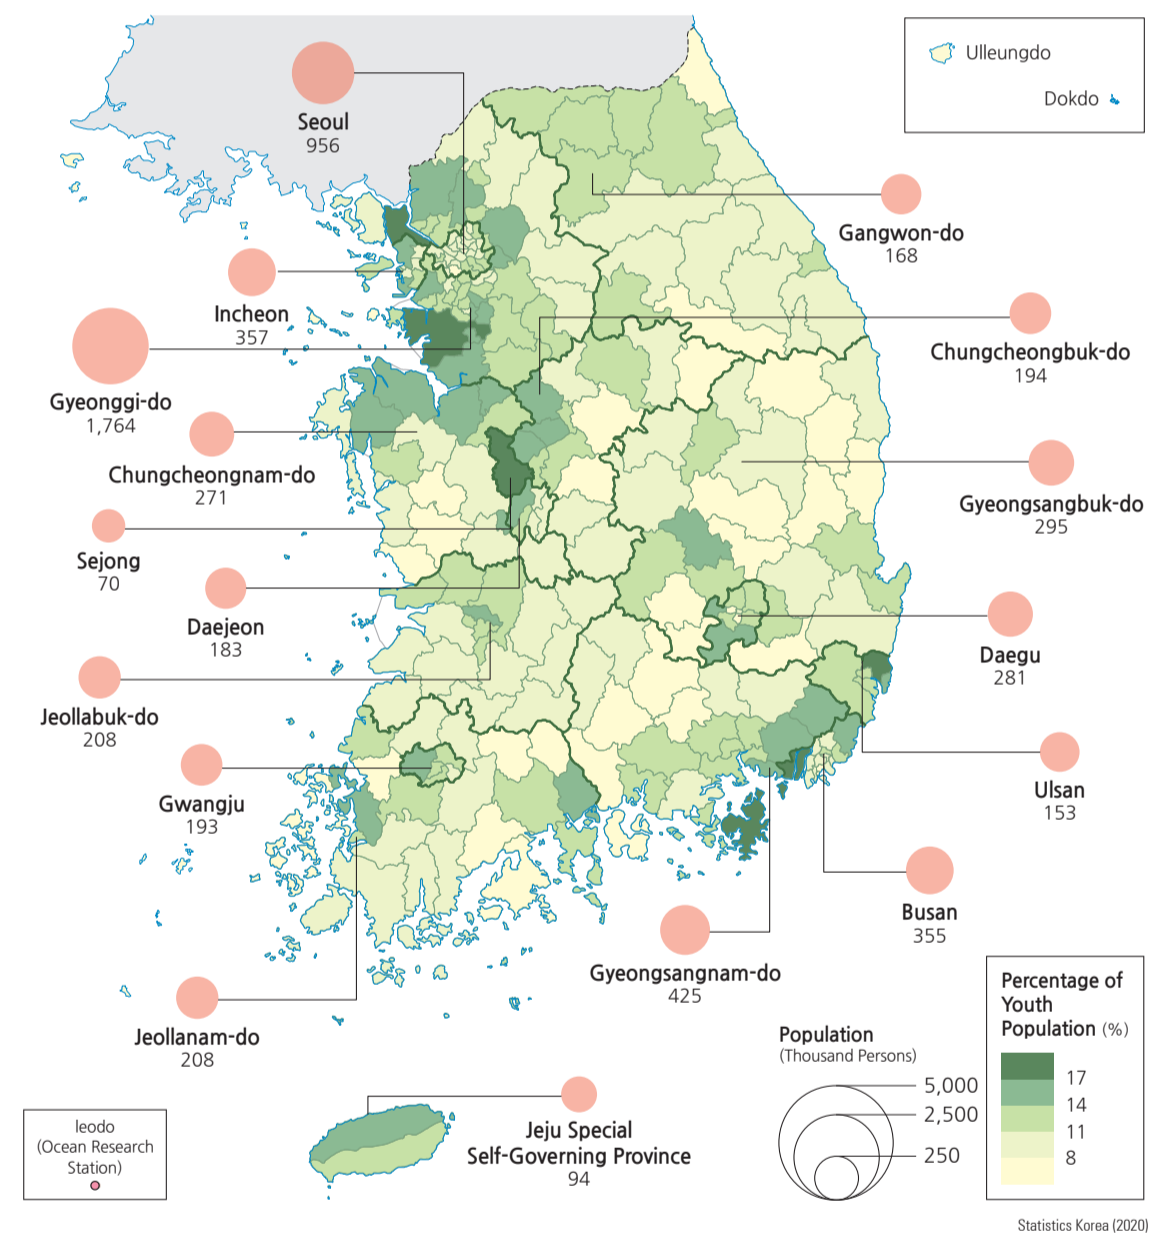 Ulleungdo
Dokdo
Seoul
956
Gangwon-do
168
Incheon
357
Chungcheongbuk-do
194
Gyeonggi-do
1,764
Chungcheongnam-do
271
Gyeongsangbuk-do
295
Sejong
70
Daejeon
183
Daegu
281
Jeollabuk-do
208
Gwangju
193
Ulsan
153
Busan
355
Gyeongsangnam-do
425
Jeollanam-do
208
Percentage of
Youth
Population (%)
17
14
11
8
Population
(Thousand Persons)
5,000
2,500
250
Ieodo
(Ocean Research
Station)
Jeju Special
Self-Governing Province
94
Statistics Korea (2020)